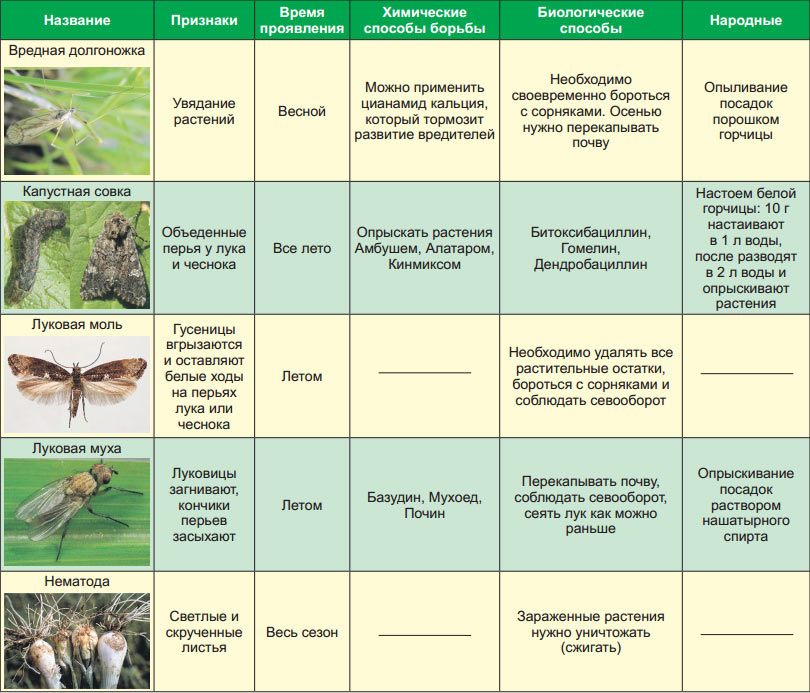 Название
Признаки
Время
проявления
Химические
способы борьбы
Биологические
способы
Народные
Вредная долгоножка
Увядание
растений
Весной
Можно применить
цианамид кальция,
который тормозит
развитие вредителей
Необходимо
своевременно бороться
с сорняками. Осенью
нужно перекапывать
почву
Опыливание
посадок
порошком
горчицы
Капустная совка
Объеденные
перья у лука
и чеснока
Все лето
Опрыскать растения
Амбушем, Алатаром,
Кинмиксом
Битоксибациллин,
Гомелин,
Дендробациллин
Настоем белой
горчицы: 10 г
настаивают
в 1 л воды,
после разводят
в 2 л воды и
опрыскивают
растения
Луковая моль
Гусеницы
вгрызаются
и оставляют
белые ходы
на перьях
лука или
чеснока
Летом
Необходимо удалять все
растительные остатки,
бороться с сорняками и
соблюдать севооборот
Луковая муха
Луковицы
загнивают,
кончики
перьев
засыхают
Летом
Базудин, Мухоед,
Почин
Перекапывать почву,
соблюдать севооборот,
сеять лук как можно
раньше
Опрыскивание
посадок
раствором
нашатырного
спирта
Нематода
Светлые и
скрученные
листья
Весь сезон
Зараженные растения
нужно уничтожать
(сжигать)